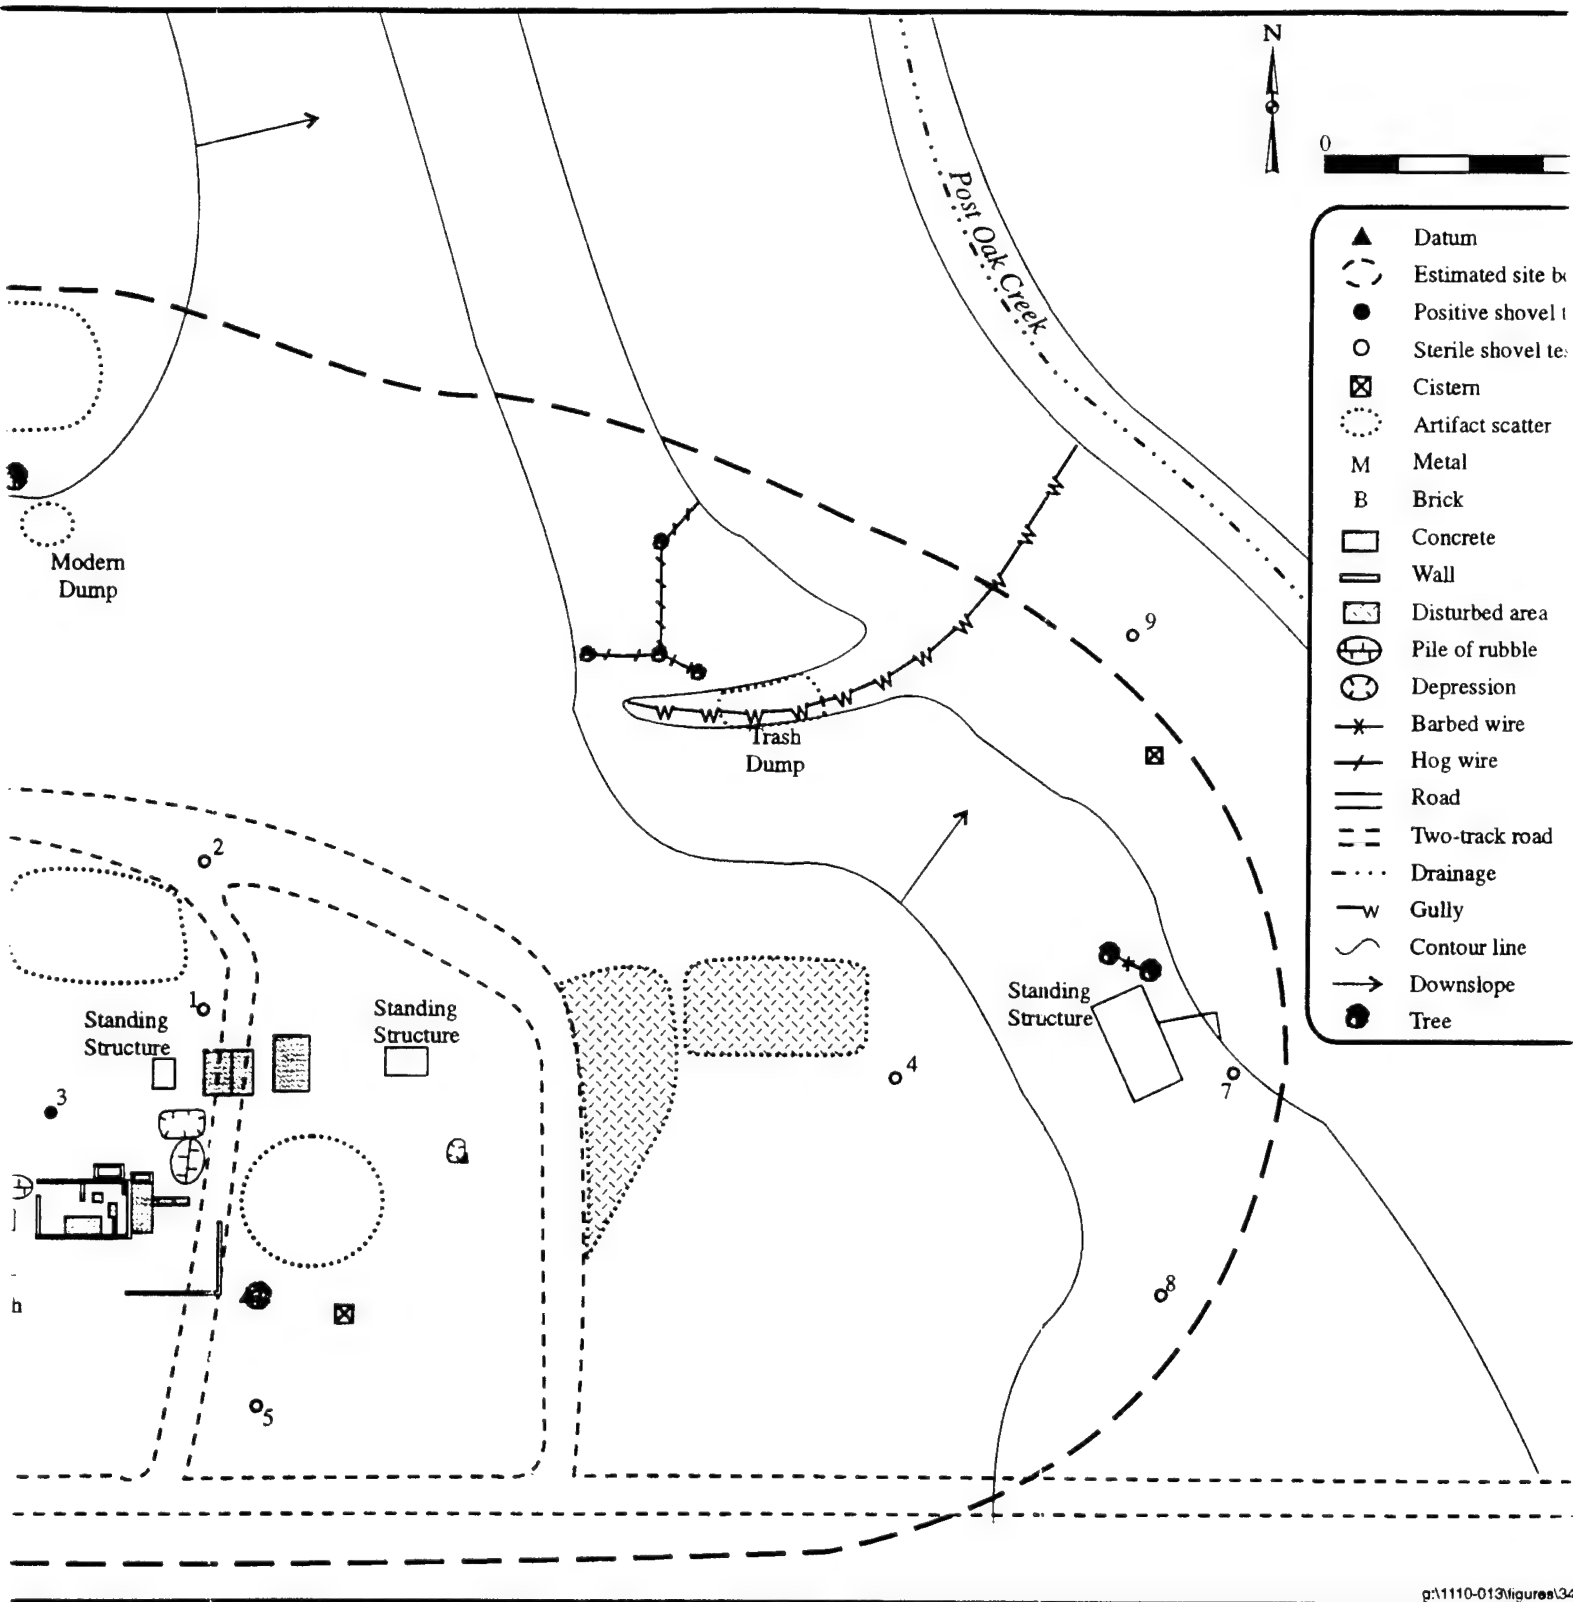 N
0
Post Oak Creek
Datum
Estimated site
Positive shovel
Sterile shovel
Cistern
Artifact scatter
M Metal
B Brick
Concrete
Wall
Disturbed area
Pile of rubble
Depression
Barbed wire
Hog wire
Road
Two-track road
Drainage
Gully
Contour line
Downslope
Tree
Modern
Dump
9
Trash
Dump
2
1
Standing
Structure
Standing
Structure
Standing
Structure
3
4
7
h
8
5
g:\1110-013\figures\34